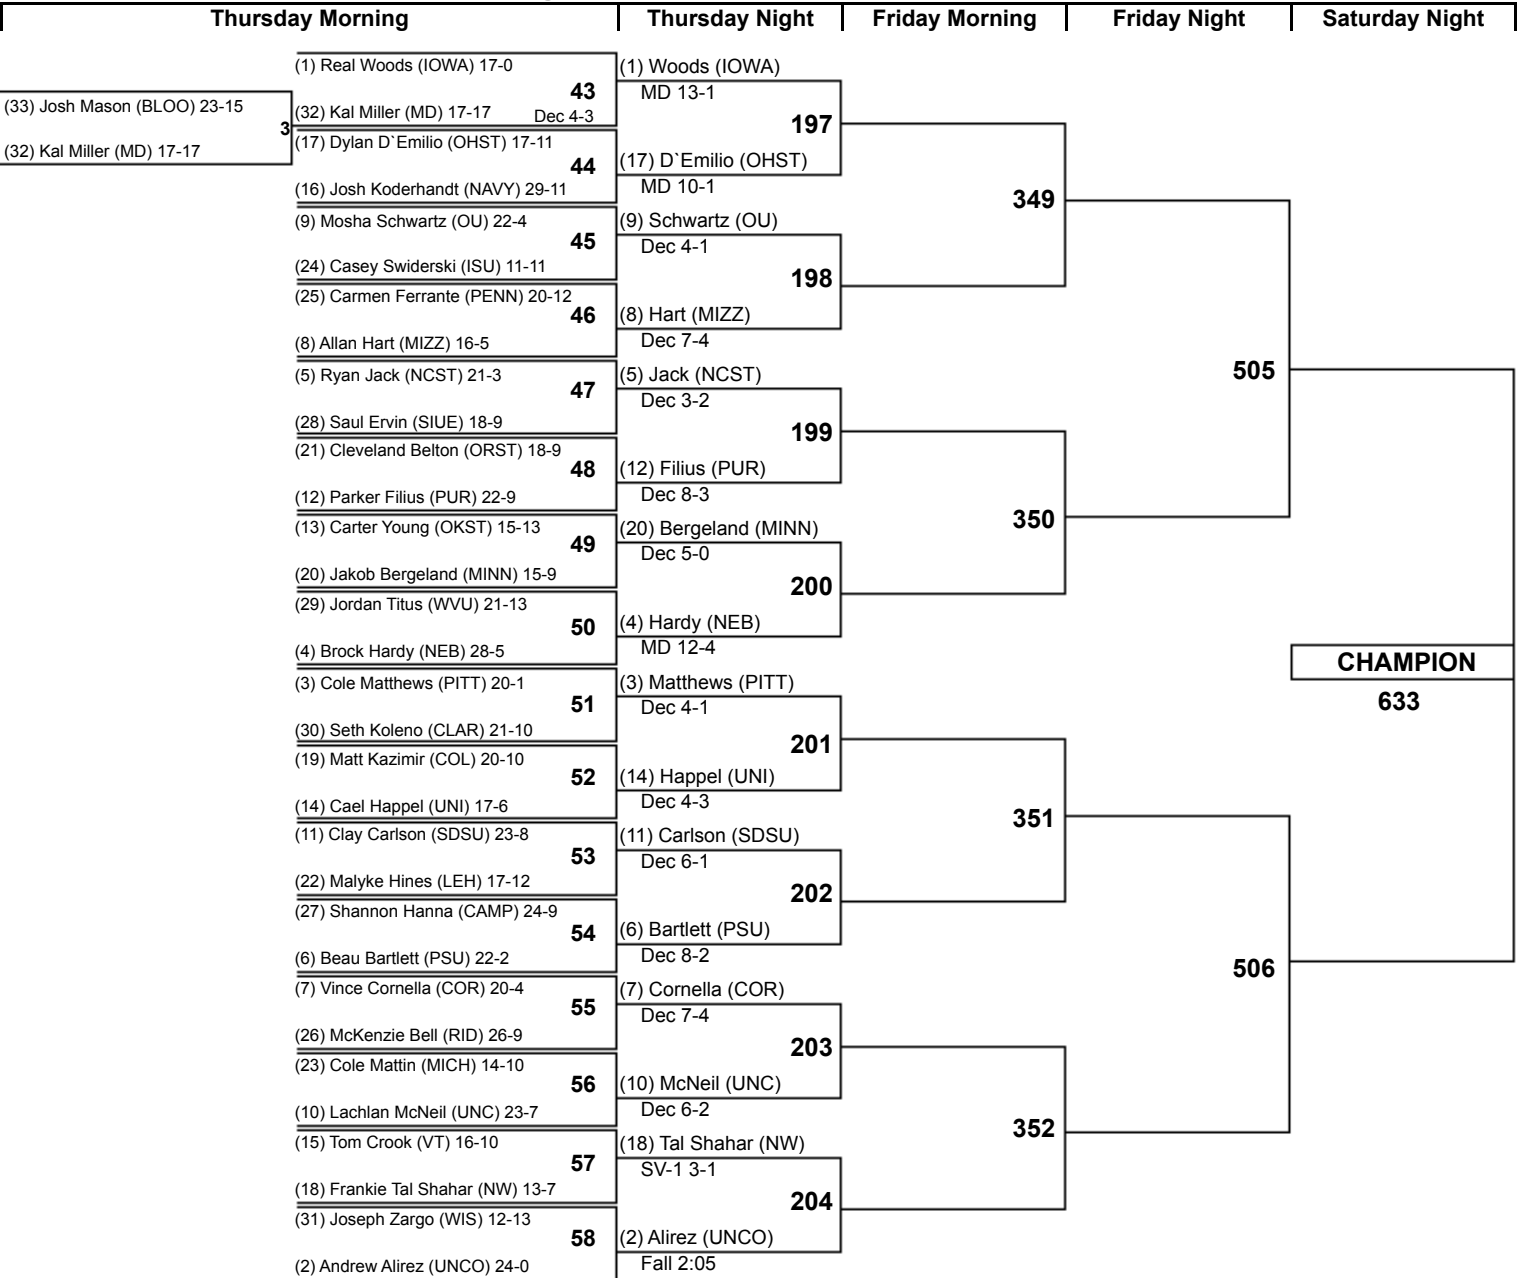 Thursday Morning
Thursday Night
Friday Morning
Friday Night
Saturday Night
(33) Josh Mason (BLOO) 23-15
3
(32) Kal Miller (MD) 17-17
(1) Real Woods (IOWA) 17-0
43
(32) Kal Miller (MD) 17-17
Dec 4-3
(17) Dylan D`Emilio (OHST) 17-11
44
(16) Josh Koderhandt (NAVY) 29-11
(9) Mosha Schwartz (OU) 22-4
45
(24) Casey Swiderski (ISU) 11-11
(25) Carmen Ferrante (PENN) 20-12
46
(8) Allan Hart (MIZZ) 16-5
(5) Ryan Jack (NCST) 21-3
47
(28) Saul Ervin (SIUE) 18-9
(21) Cleveland Belton (ORST) 18-9
48
(12) Parker Filius (PUR) 22-9
(13) Carter Young (OKST) 15-13
49
(20) Jakob Bergeland (MINN) 15-9
(29) Jordan Titus (WVU) 21-13
50
(4) Brock Hardy (NEB) 28-5
(3) Cole Matthews (PITT) 20-1
51
(30) Seth Koleno (CLAR) 21-10
(19) Matt Kazimir (COL) 20-10
52
(14) Cael Happel (UNI) 17-6
(11) Clay Carlson (SDSU) 23-8
53
(22) Malyke Hines (LEH) 17-12
(27) Shannon Hanna (CAMP) 24-9
54
(6) Beau Bartlett (PSU) 22-2
(7) Vince Cornella (COR) 20-4
55
(26) McKenzie Bell (RID) 26-9
(23) Cole Mattin (MICH) 14-10
56
(10) Lachlan McNeil (UNC) 23-7
(15) Tom Crook (VT) 16-10
57
(18) Frankie Tal Shahar (NW) 13-7
(31) Joseph Zargo (WIS) 12-13
58
(2) Andrew Alirez (UNCO) 24-0
(1) Woods (IOWA)
MD 13-1
197
(17) D`Emilio (OHST)
MD 10-1
(9) Schwartz (OU)
Dec 4-1
198
(8) Hart (MIZZ)
Dec 7-4
(5) Jack (NCST)
Dec 3-2
199
(12) Filius (PUR)
Dec 8-3
(20) Bergeland (MINN)
Dec 5-0
200
(4) Hardy (NEB)
MD 12-4
(3) Matthews (PITT)
Dec 4-1
201
(14) Happel (UNI)
Dec 4-3
(11) Carlson (SDSU)
Dec 6-1
202
(6) Bartlett (PSU)
Dec 8-2
(7) Cornella (COR)
Dec 7-4
203
(10) McNeil (UNC)
Dec 6-2
(18) Tal Shahar (NW)
SV-1 3-1
204
(2) Alirez (UNCO)
Fall 2:05
349
350
351
352
505
506
CHAMPION
633